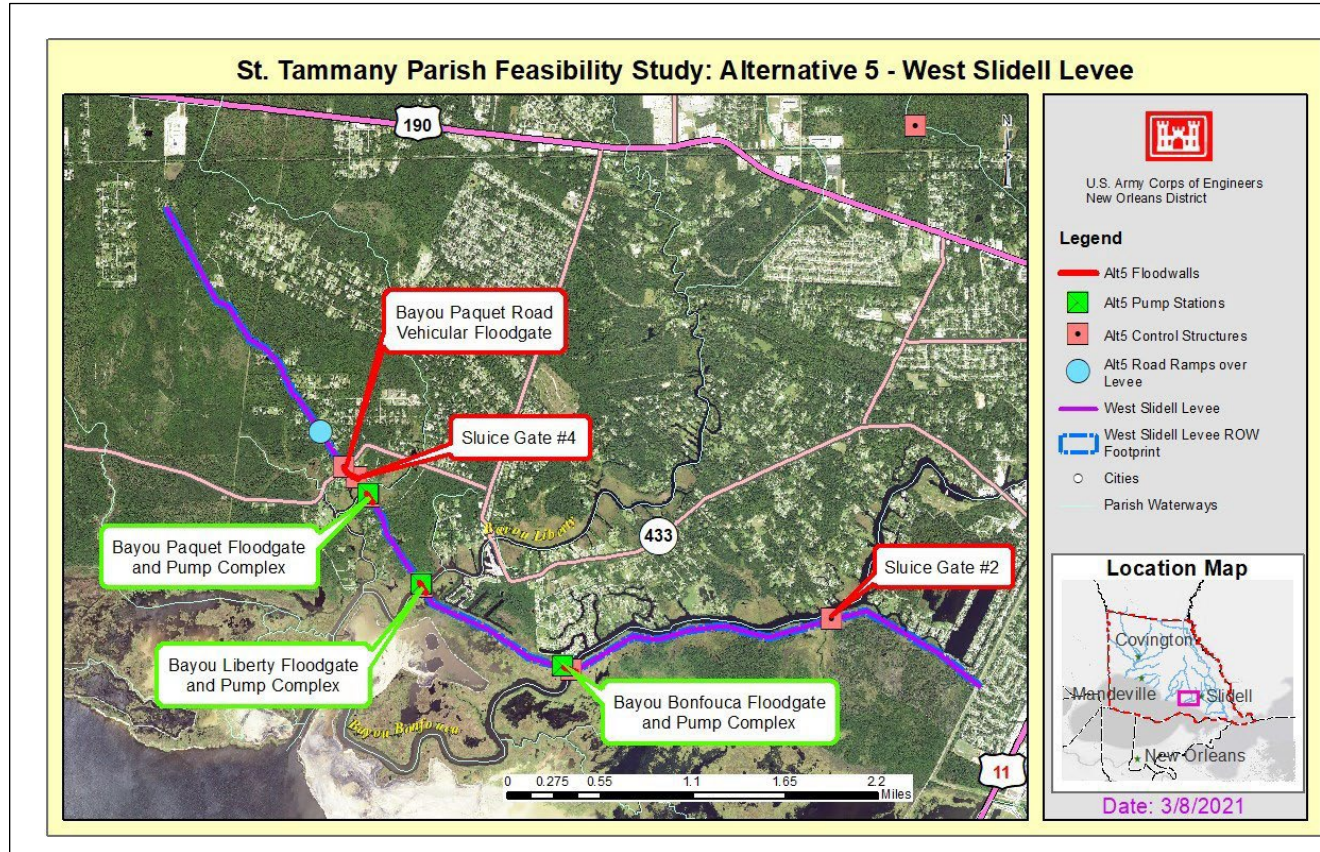 St. Tammany Parish Feasibility Study: Alternative 5 - West Slidell Levee
190
N
Bayou Paquet Road
Vehicular Floodgate
Sluice Gate #4
Bayou Paquet Floodgate
and Pump Complex
Bayou Liberty
433
Sluice Gate #2
Bayou Liberty Floodgate
and Pump Complex
Bayou Bonfouca Floodgate
and Pump Complex
Bayou Bonfouca
11
0 0.275 0.55 1.1 1.65 2.2
Miles
U.S. Army Corps of Engineers
New Orleans District
Legend
Alt5 Floodwalls
Alt5 Pump Stations
Alt5 Control Structures
Alt5 Road Ramps over
Levee
West Slidell Levee
West Slidell Levee ROW
Footprint
Cities
Parish Waterways
Location Map
Covington
Mandeville
Slidell
New Orleans
Date: 3/8/2021